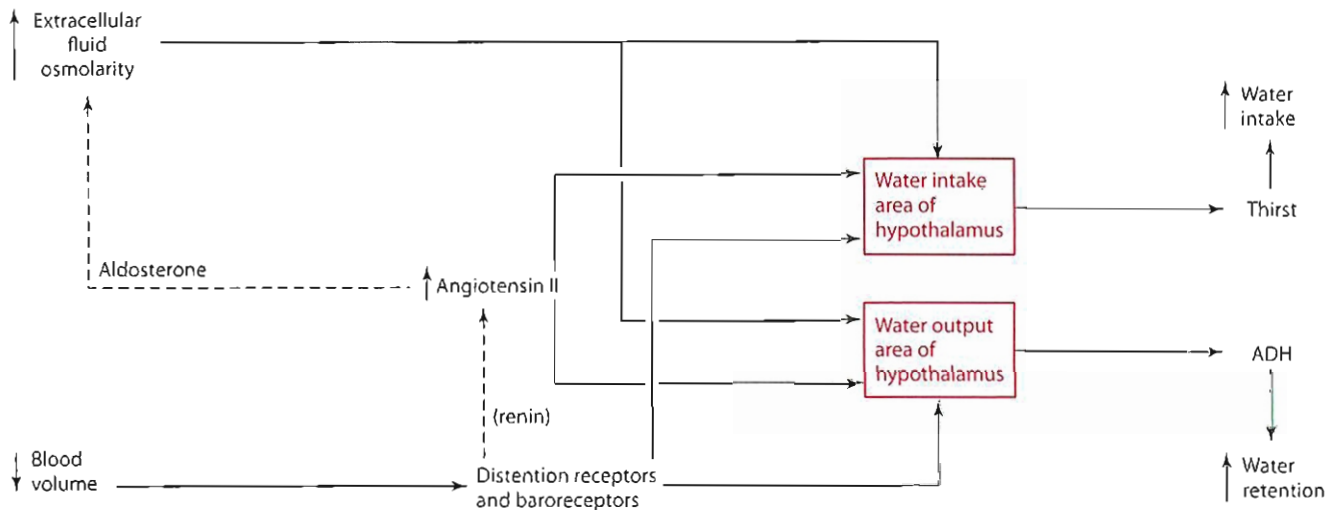 Extracellular
fluid
osmolarity
Water
intake
Water intake
area of
hypothalamus
Thirst
Aldosterone
Angiotensin II
Water output
area of
hypothalamus
ADH
(renin)
Blood
volume
Distention receptors
and baroreceptors
Water
retention